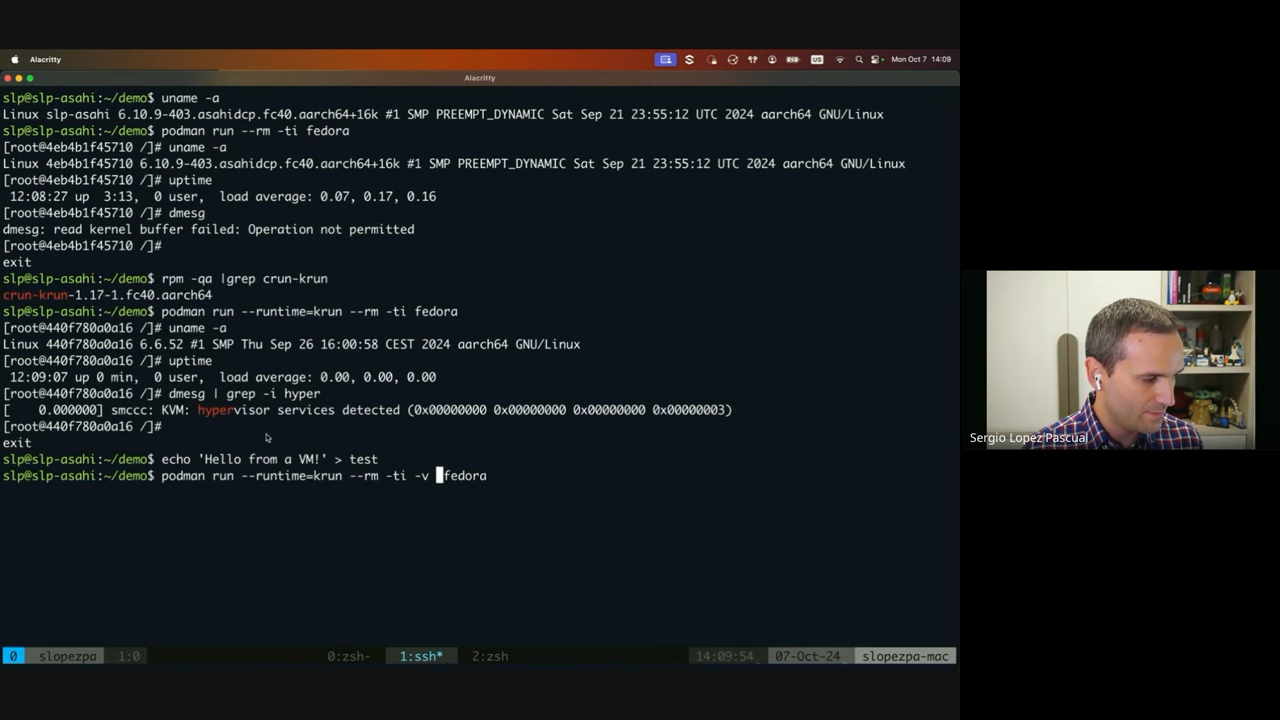 Alacritty
US
Mon Oct 7 14:09
Alacritty
slp@slp-asahi:~/demo$ uname -a
Linux slp-asahi 6.10.9-403.asahidcp.fc40.aarch64+16k #1 SMP PREEMPT_DYNAMIC Sat Sep 21 23:55:12 UTC 2024 aarch64 GNU/Linux
slp@slp-asahi:~/demo$ podman run --rm -ti fedora
[root@4eb4b1f45710 /]# uname -a
Linux 4eb4b1f45710 6.10.9-403.asahidcp.fc40.aarch64+16k #1 SMP PREEMPT_DYNAMIC Sat Sep 21 23:55:12 UTC 2024 aarch64 GNU/Linux
[root@4eb4b1f45710 /]# uptime
12:08:27 up 3:13, 0 user, load average: 0.07, 0.17, 0.16
[root@4eb4b1f45710 /]# dmesg
dmesg: read kernel buffer failed: Operation not permitted
[root@4eb4b1f45710 /]#
exit
slp@slp-asahi:~/demo$ rpm -qa |grep crun-krun
crun-krun-1.17-1.fc40.aarch64
slp@slp-asahi:~/demo$ podman run --runtime=krun --rm -ti fedora
[root@440f780a0a16 /]# uname -a
Linux 440f780a0a16 6.6.52 #1 SMP Thu Sep 26 16:00:58 CEST 2024 aarch64 GNU/Linux
[root@440f780a0a16 /]# uptime
12:09:07 up 0 min, 0 user, load average: 0.00, 0.00, 0.00
[root@440f780a0a16 /]# dmesg | grep -i hyper
[ 0.000000] smccc: KVM: hypervisor services detected (0x00000000 0x00000000 0x00000000 0x00000003)
[root@440f780a0a16 /]#
exit
slp@slp-asahi:~/demo$ echo 'Hello from a VM!' > test
slp@slp-asahi:~/demo$ podman run --runtime=krun --rm -ti -v fedora
Sergio Lopez Pascual
0 slopezpa 1:0 0:zsh- 1:ssh* 2:zsh 14:09:54 07-Oct-24 slopezpa-mac